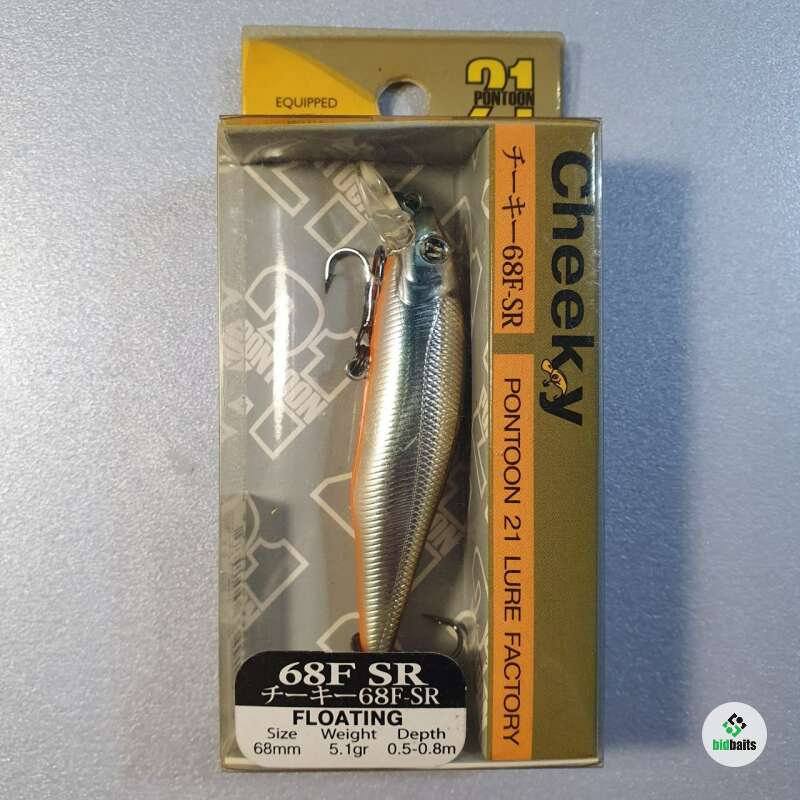 EQUIPPED
21
PONTOON
Cheeky
チーキー68F-SR
PONTOON 21 LURE FACTORY
PONTOON
21
68F SR
チーキー68F-SR
FLOATING
Size Weight Depth
68mm 5.1gr 0.5-0.8m
bidbaits